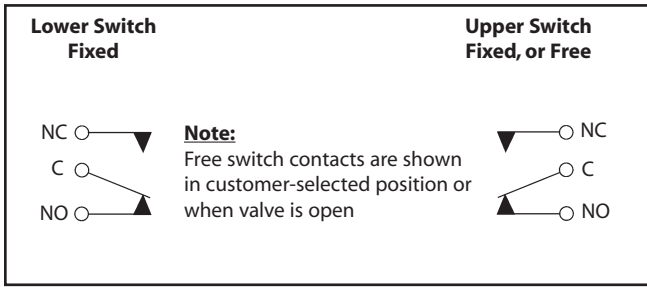 Lower Switch
Fixed
Upper Switch
Fixed, or Free
NC
C
NO
Note:
Free switch contacts are shown
in customer-selected position or
when valve is open
NC
C
NO